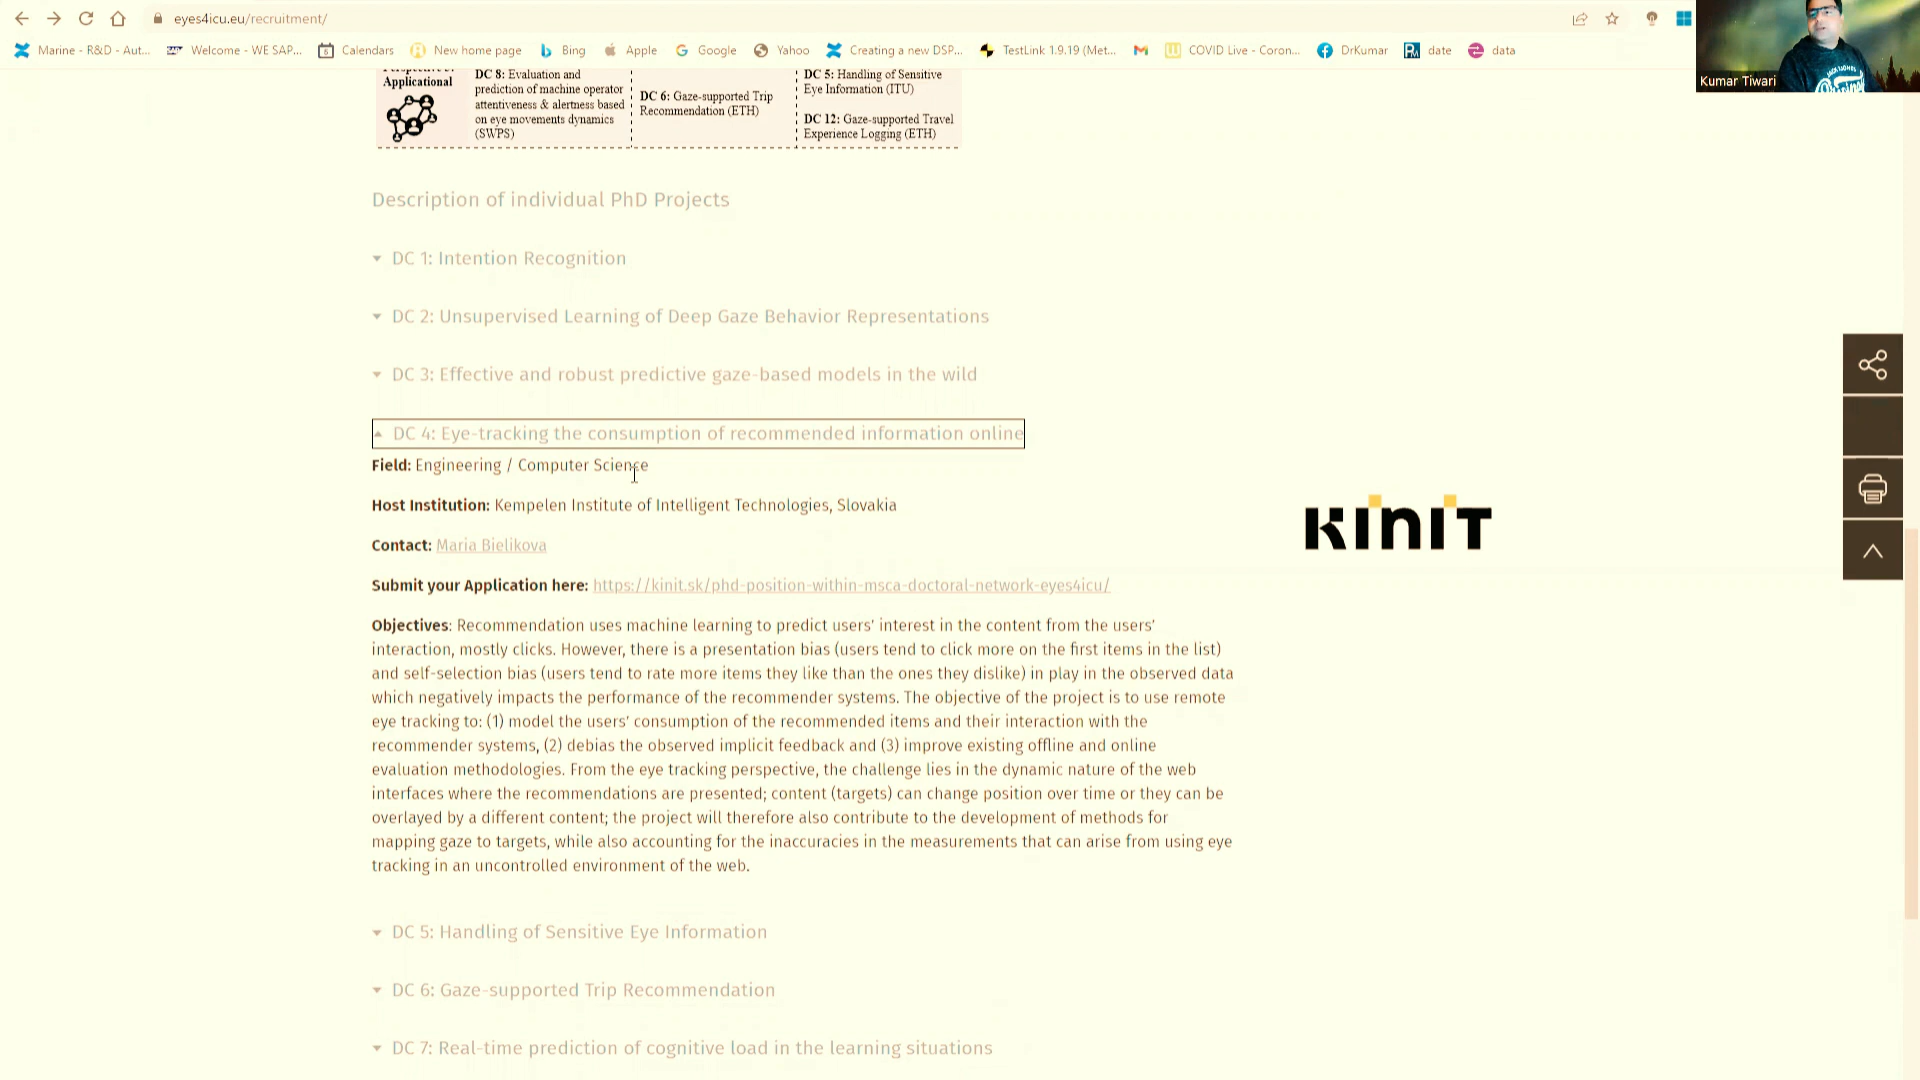 eyes4icu.eu/recruitment/
Marine - R&D - Aut... Welcome - WE SAP... Calendars New home page Bing Apple Google Yahoo Creating a new DSP... TestLink 1.9.19 (Met... COVID Live - Coron... DrKumar date data
Kumar Tiwari
Applicational
DC 8: Evaluation and
prediction of machine operator
attentiveness & alertness based
on eye movements dynamics
(SWPS)
DC 6: Gaze-supported Trip
Recommendation (ETH)
DC 5: Handling of Sensitive
Eye Information (ITU)
DC 12: Gaze-supported Travel
Experience Logging (ETH)
Description of individual PhD Projects
DC 1: Intention Recognition
DC 2: Unsupervised Learning of Deep Gaze Behavior Representations
DC 3: Effective and robust predictive gaze-based models in the wild
DC 4: Eye-tracking the consumption of recommended information online
Field: Engineering / Computer Science
Host Institution: Kempelen Institute of Intelligent Technologies, Slovakia
Contact: Maria Bielikova
Submit your Application here: https://kinit.sk/phd-position-within-msca-doctoral-network-eyes4icu/
KINIT
Objectives: Recommendation uses machine learning to predict users' interest in the content from the users'
interaction, mostly clicks. However, there is a presentation bias (users tend to click more on the first items in the list)
and self-selection bias (users tend to rate more items they like than the ones they dislike) in play in the observed data
which negatively impacts the performance of the recommender systems. The objective of the project is to use remote
eye tracking to: (1) model the users' consumption of the recommended items and their interaction with the
recommender systems, (2) debias the observed implicit feedback and (3) improve existing offline and online
evaluation methodologies. From the eye tracking perspective, the challenge lies in the dynamic nature of the web
interfaces where the recommendations are presented; content (targets) can change position over time or they can be
overlayed by a different content; the project will therefore also contribute to the development of methods for
mapping gaze to targets, while also accounting for the inaccuracies in the measurements that can arise from using eye
tracking in an uncontrolled environment of the web.
DC 5: Handling of Sensitive Eye Information
DC 6: Gaze-supported Trip Recommendation
DC 7: Real-time prediction of cognitive load in the learning situations